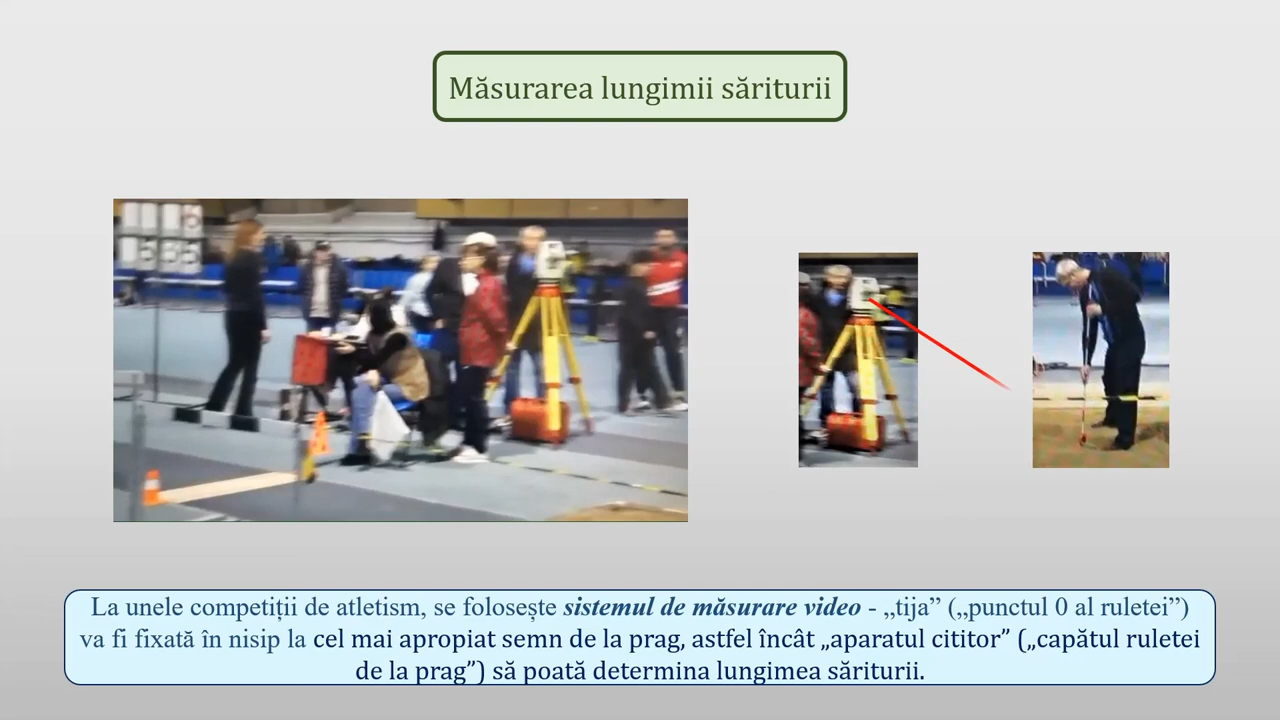 Măsurarea lungimii săriturii
La unele competiții de atletism, se folosește sistemul de măsurare video - „tija” („punctul 0 al ruletei”)
va fi fixată în nisip la cel mai apropiat semn de la prag, astfel încât „aparatul cititor” („capătul ruletei
de la prag”) să poată determina lungimea săriturii.